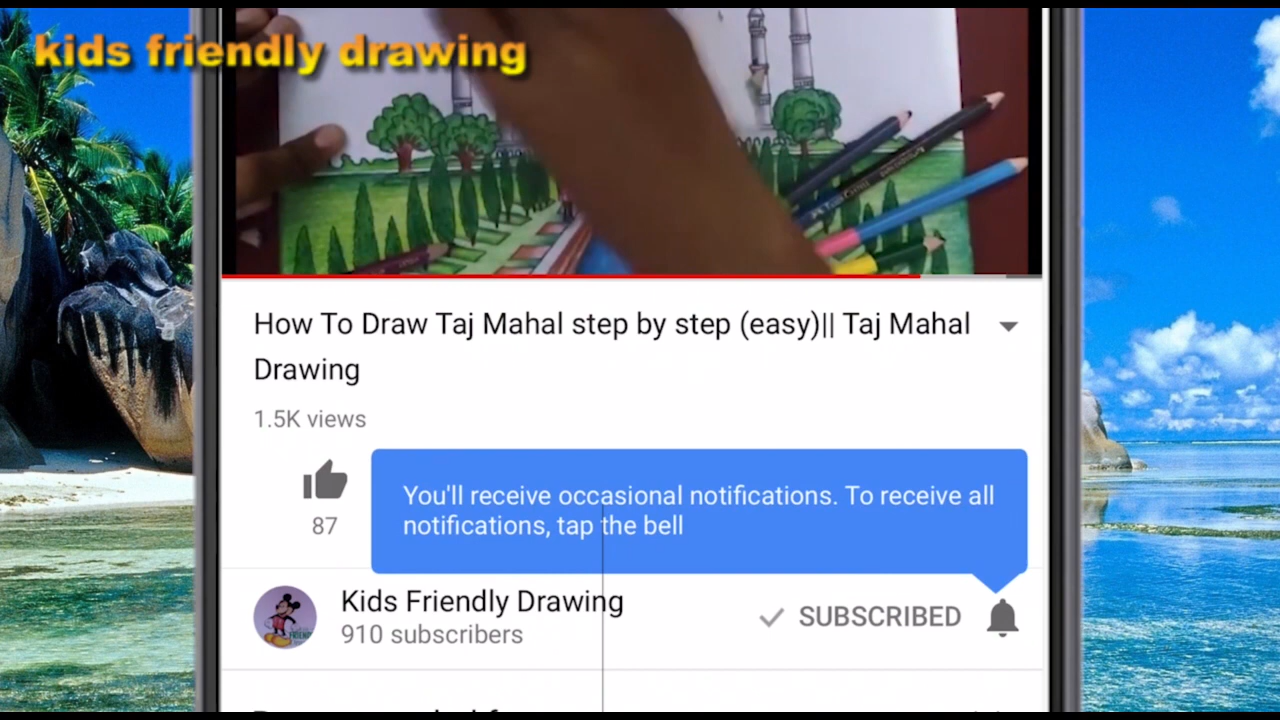 kids friendly drawing
How To Draw Taj Mahal step by step (easy)|| Taj Mahal
Drawing
1.5K views
87
You'll receive occasional notifications. To receive all
notifications, tap the bell
Kids Friendly Drawing
910 subscribers
SUBSCRIBED